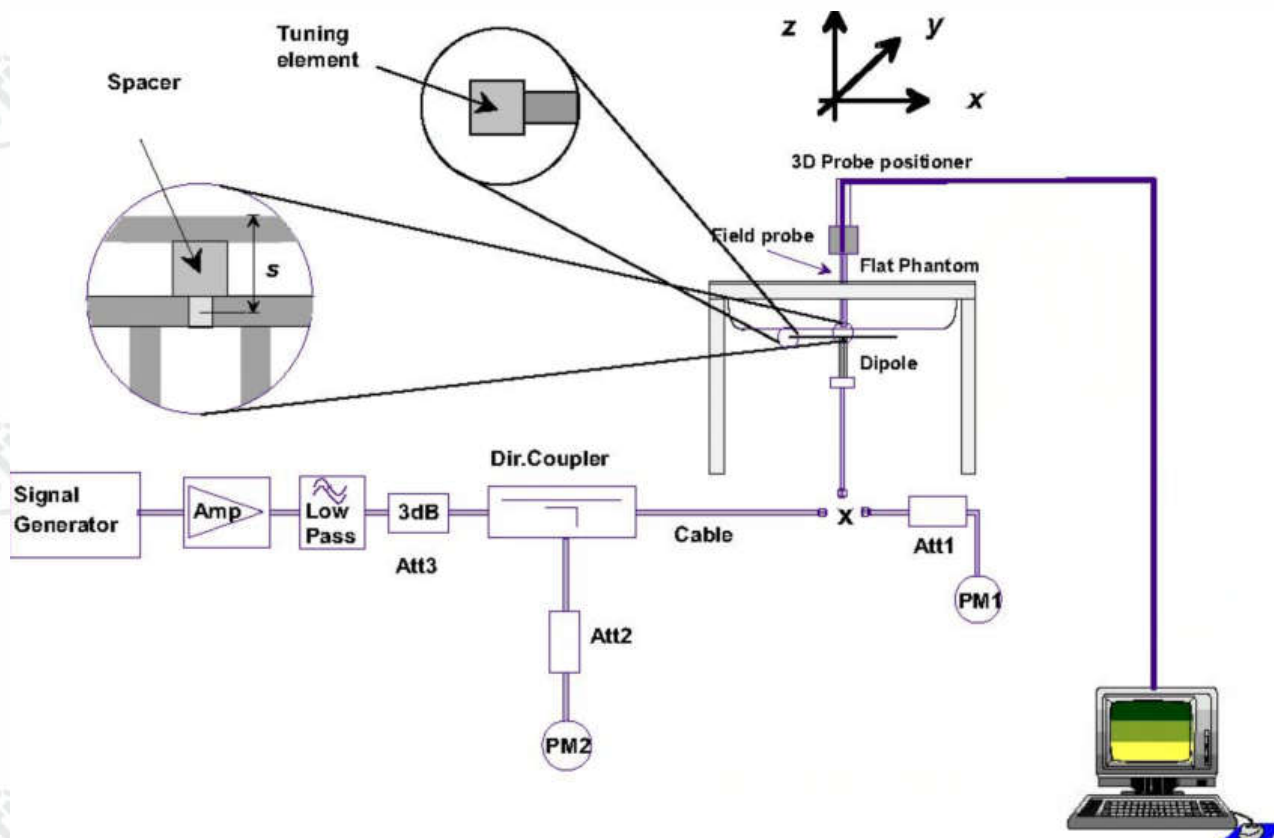 Tuning
element
Spacer
s
z
y
x
3D Probe positioner
Field probe
Flat Phantom
Dipole
Dir.Coupler
Signal
Generator
Amp
Low
Pass
3dB
Att3
Cable
x
Att1
PM1
Att2
PM2